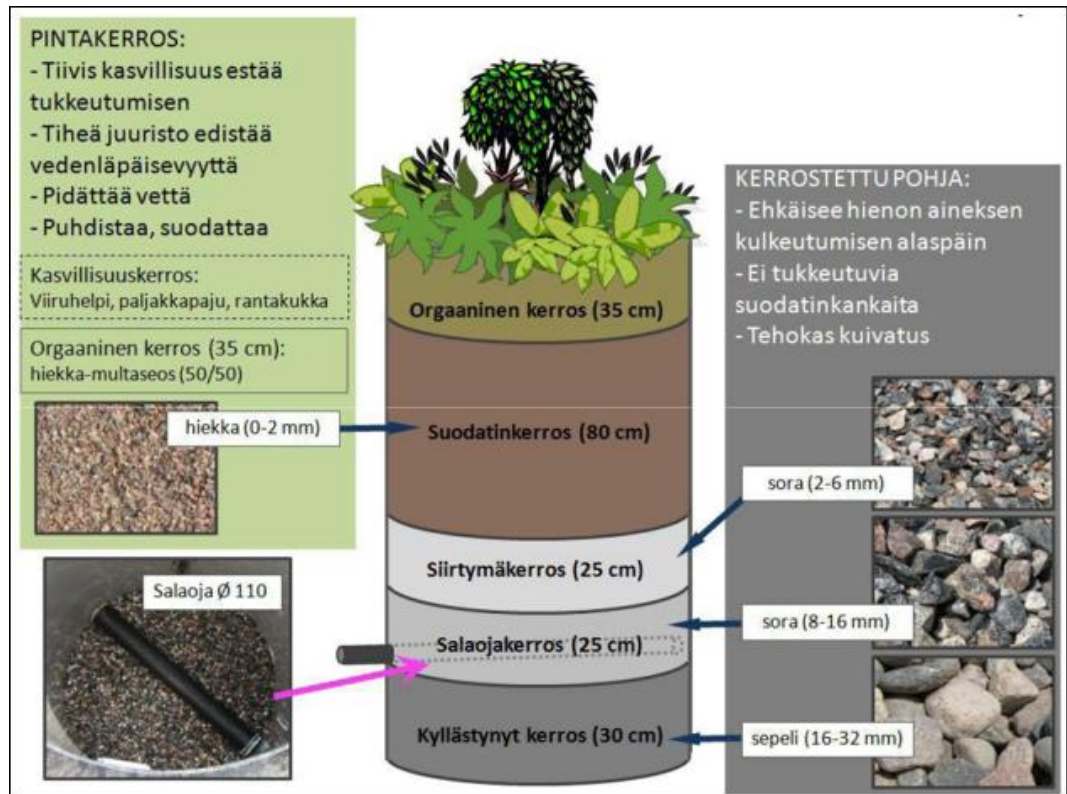 PINTAKERROS:
- Tiivis kasvillisuus estää
tukkeutumisen
- Tiheä juuristo edistää
vedenläpäisevyyttä
- Pidättää vettä
- Puhdistaa, suodattaa
Kasvillisuuskerros:
Viiruhelpi, paljakkapaju, rantakukka
Orgaaninen kerros (35 cm):
hiekka-multaseos (50/50)
hiekka (0-2 mm)
Salaoja Ø 110
Orgaaninen kerros (35 cm)
Suodatinkerros (80 cm)
Siirtymäkerros (25 cm)
Salaojakerros (25 cm)
Kyllästynyt kerros (30 cm)
KERROSTETTU POHJA:
- Ehkäisee hienon aineksen
kulkeutumisen alaspäin
- Ei tukkeutuvia
suodatinkankaita
- Tehokas kuivatus
sora (2-6 mm)
sora (8-16 mm)
sepeli (16-32 mm)